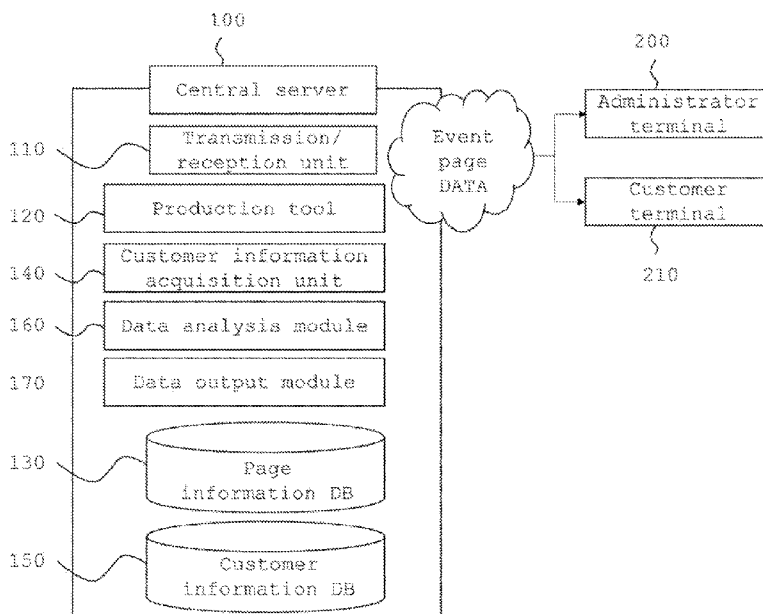 100
Central server
110
Transmission/
reception unit
120
Production tool
140
Customer information
acquisition unit
160
Data analysis module
170
Data output module
130
Page
information DB
150
Customer
information DB
Event
page
DATA
200
Administrator
terminal
Customer
terminal
210